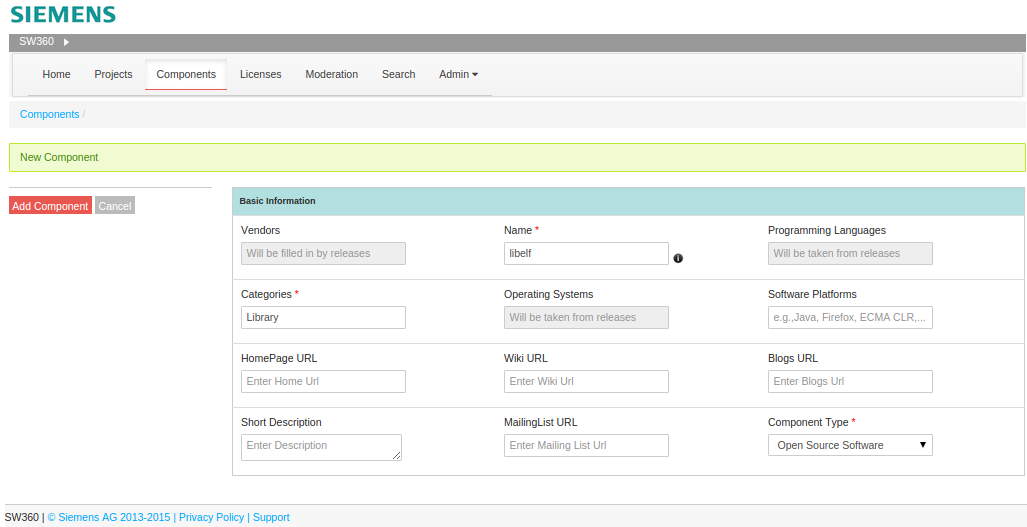 SIEMENS
SW360
Home Projects Components Licenses Moderation Search Admin
Components /
New Component
Add Component Cancel
Basic Information
Vendors Name * Programming Languages
Will be filled in by releases libelf Will be taken from releases
Categories * Operating Systems Software Platforms
Library Will be taken from releases e.g.,Java, Firefox, ECMA CLR,...
HomePage URL Wiki URL Blogs URL
Enter Home Url Enter Wiki Url Enter Blogs Url
Short Description MailingList URL Component Type *
Enter Description Enter Mailing List Url Open Source Software
SW360 | © Siemens AG 2013-2015 | Privacy Policy | Support